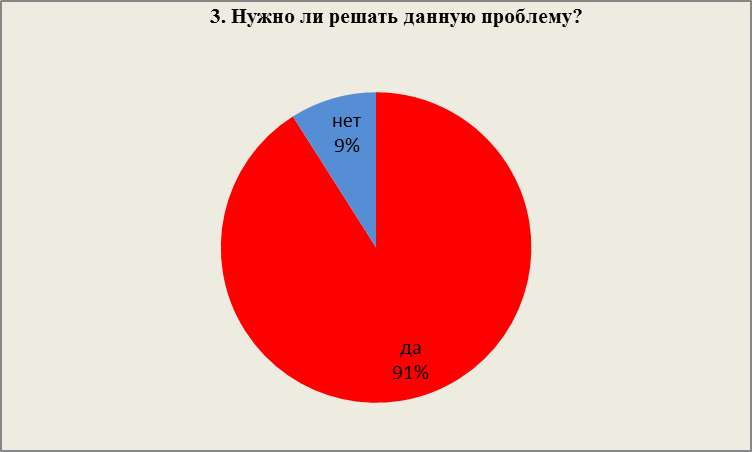 3. Нужно ли решать данную проблему?
нет
9%
да
91%